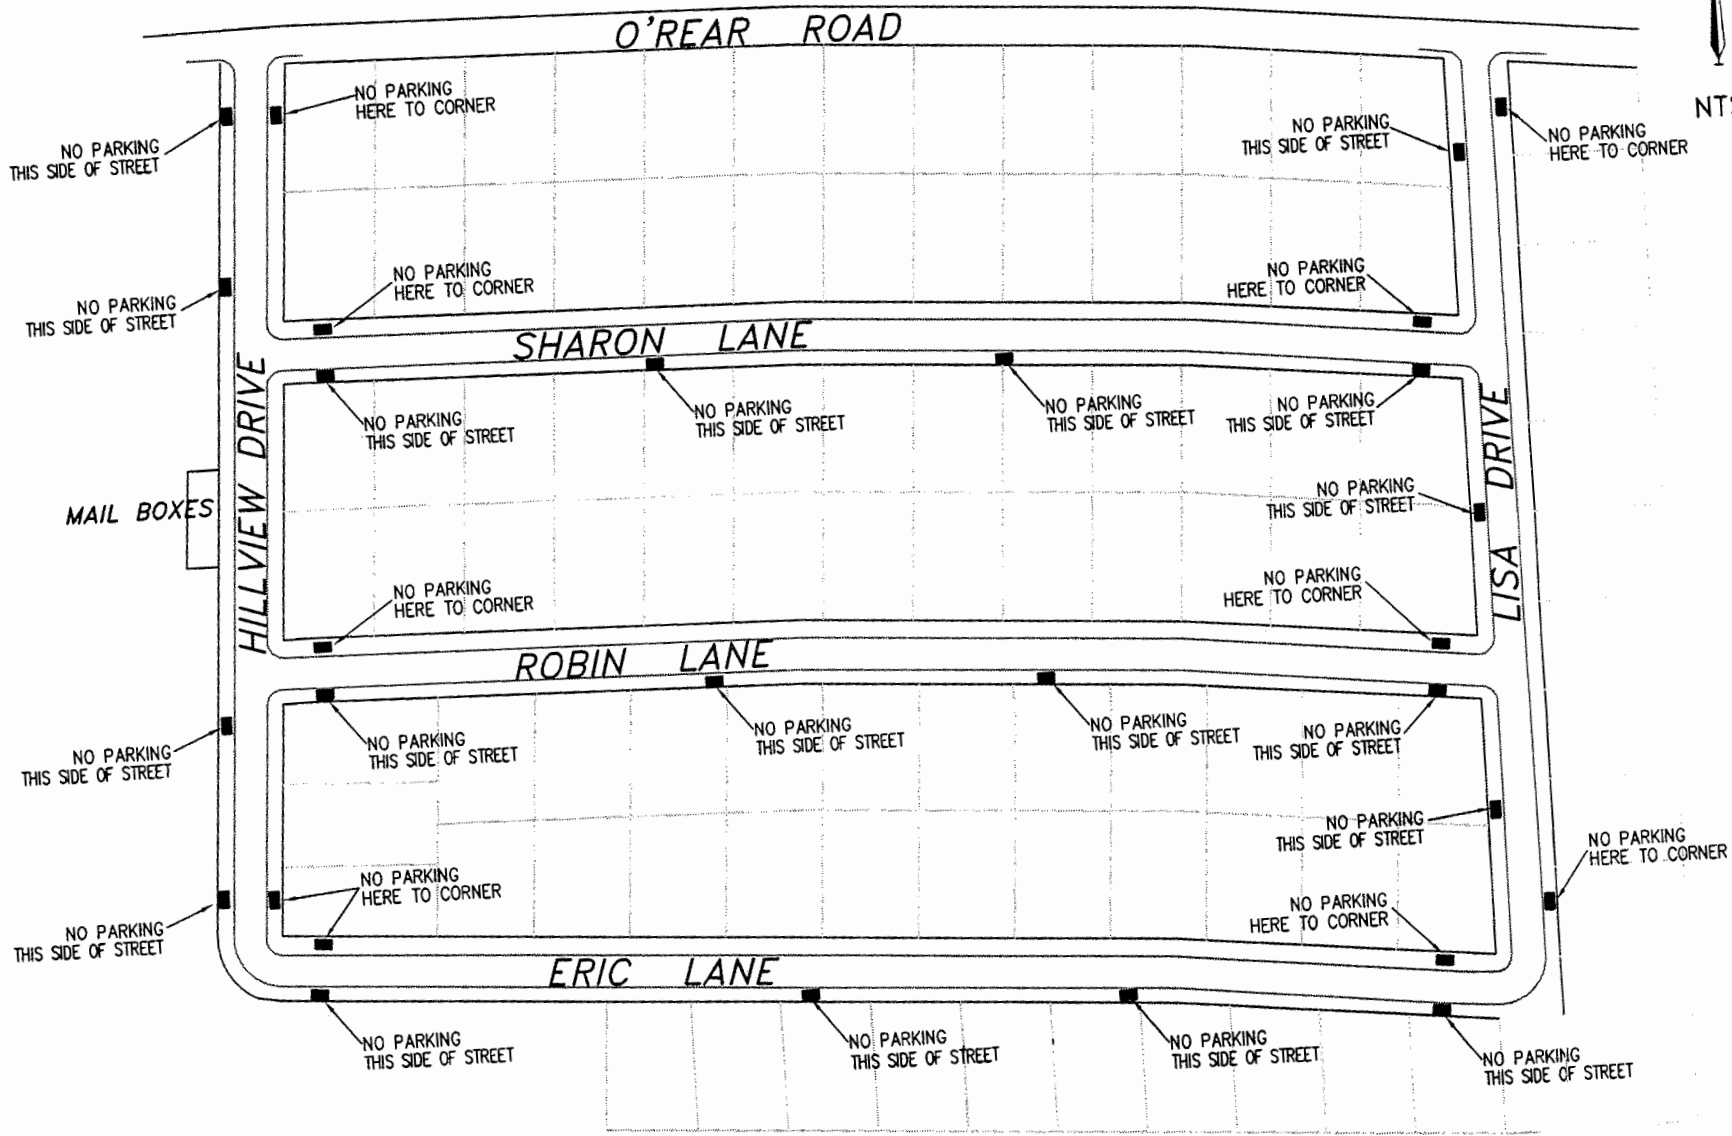 O'REAR ROAD
NO PARKING
HERE TO CORNER
NO PARKING
THIS SIDE OF STREET
NO PARKING
THIS SIDE OF STREET
NO PARKING
HERE TO CORNER
NO PARKING
HERE TO CORNER
NO PARKING
HERE TO CORNER
NO PARKING
THIS SIDE OF STREET
SHARON LANE
NO PARKING
THIS SIDE OF STREET
NO PARKING
THIS SIDE OF STREET
NO PARKING
THIS SIDE OF STREET
NO PARKING
THIS SIDE OF STREET
HILLVIEW DRIVE
LISA DRIVE
MAIL BOXES
NO PARKING
THIS SIDE OF STREET
NO PARKING
HERE TO CORNER
NO PARKING
HERE TO CORNER
ROBIN LANE
NO PARKING
THIS SIDE OF STREET
NO PARKING
THIS SIDE OF STREET
NO PARKING
THIS SIDE OF STREET
NO PARKING
THIS SIDE OF STREET
NO PARKING
THIS SIDE OF STREET
NO PARKING
THIS SIDE OF STREET
NO PARKING
HERE TO CORNER
NO PARKING
HERE TO CORNER
NO PARKING
HERE TO CORNER
NO PARKING
THIS SIDE OF STREET
ERIC LANE
NO PARKING
THIS SIDE OF STREET
NO PARKING
THIS SIDE OF STREET
NO PARKING
THIS SIDE OF STREET
NO PARKING
THIS SIDE OF STREET